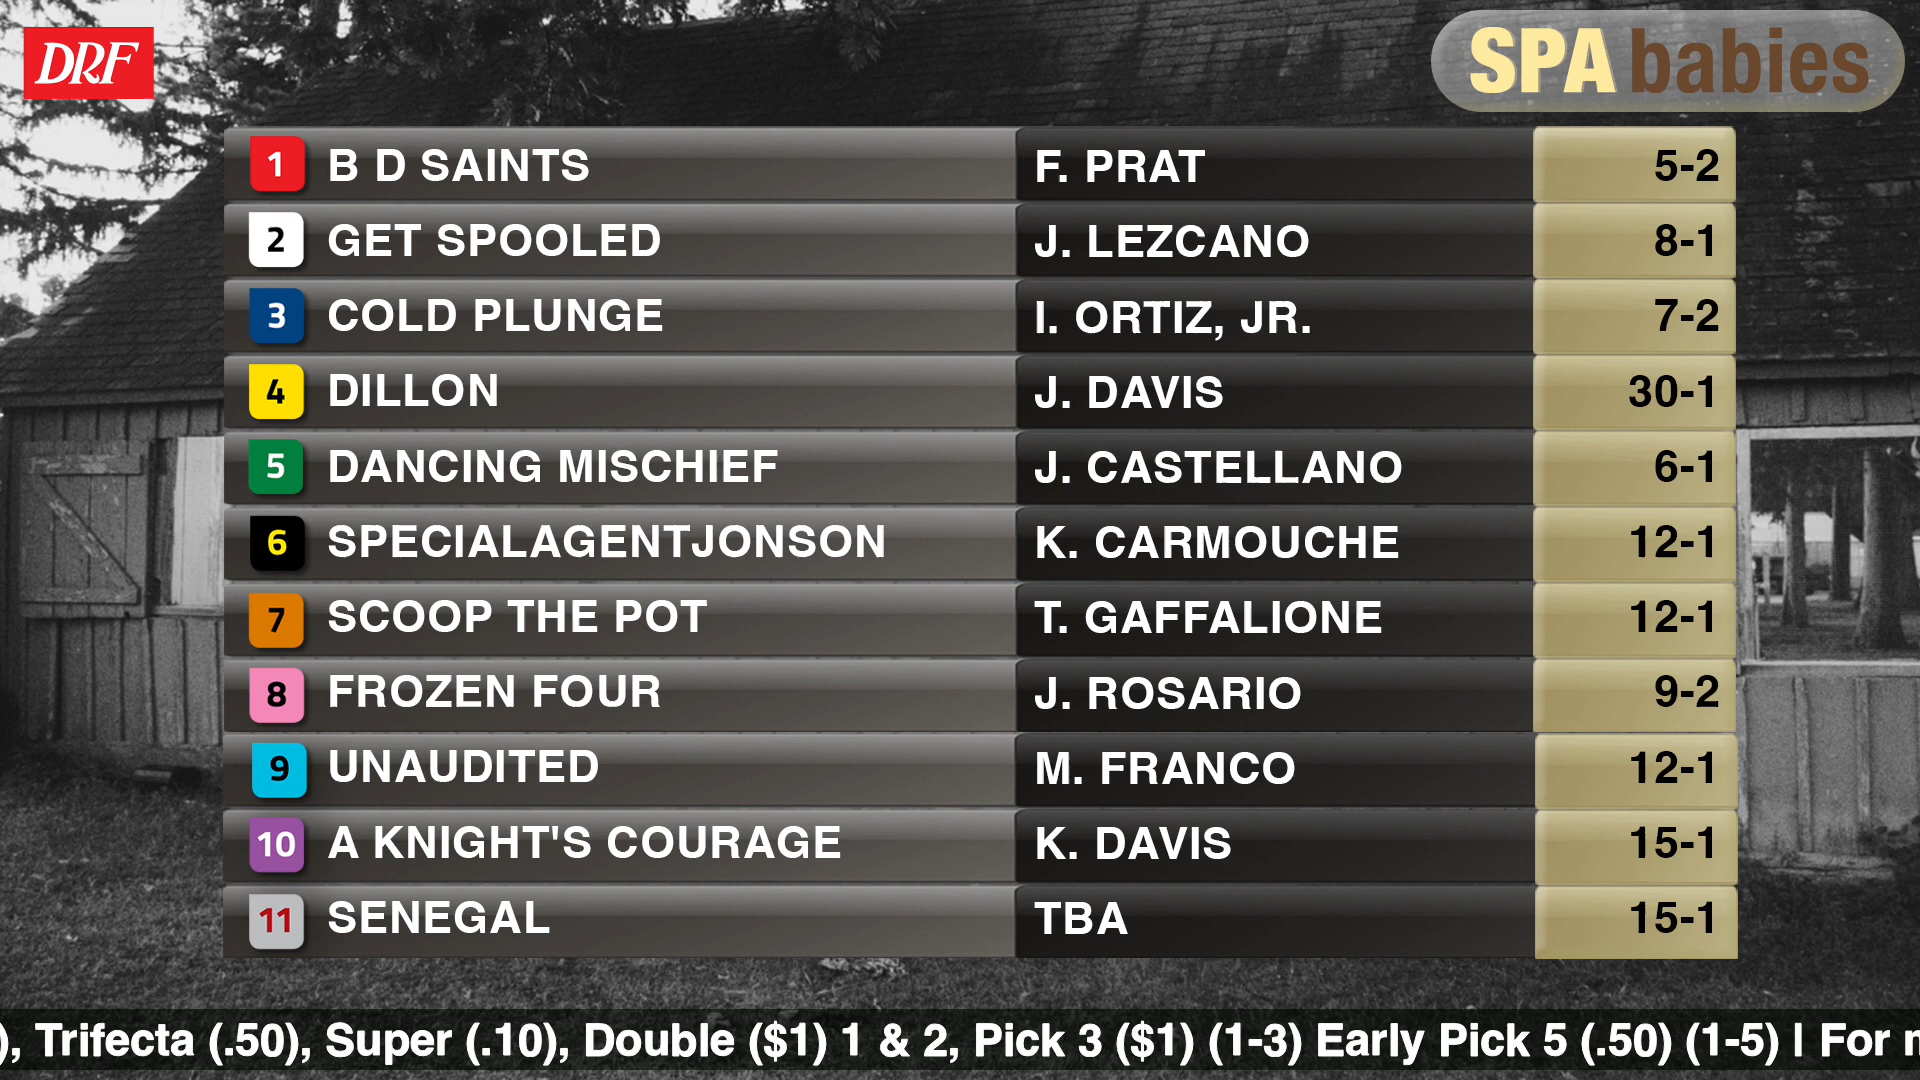 DRF
SPA babies
1 B D SAINTS F. PRAT 5-2
2 GET SPOOLED J. LEZCANO 8-1
3 COLD PLUNGE I. ORTIZ, JR. 7-2
4 DILLON J. DAVIS 30-1
5 DANCING MISCHIEF J. CASTELLANO 6-1
6 SPECIALAGENTJONSON K. CARMOUCHE 12-1
7 SCOOP THE POT T. GAFFALIONE 12-1
8 FROZEN FOUR J. ROSARIO 9-2
9 UNAUDITED M. FRANCO 12-1
10 A KNIGHT'S COURAGE K. DAVIS 15-1
11 SENEGAL TBA 15-1
), Trifecta (.50), Super (.10), Double ($1) 1 & 2, Pick 3 ($1) (1-3) Early Pick 5 (.50) (1-5) | For